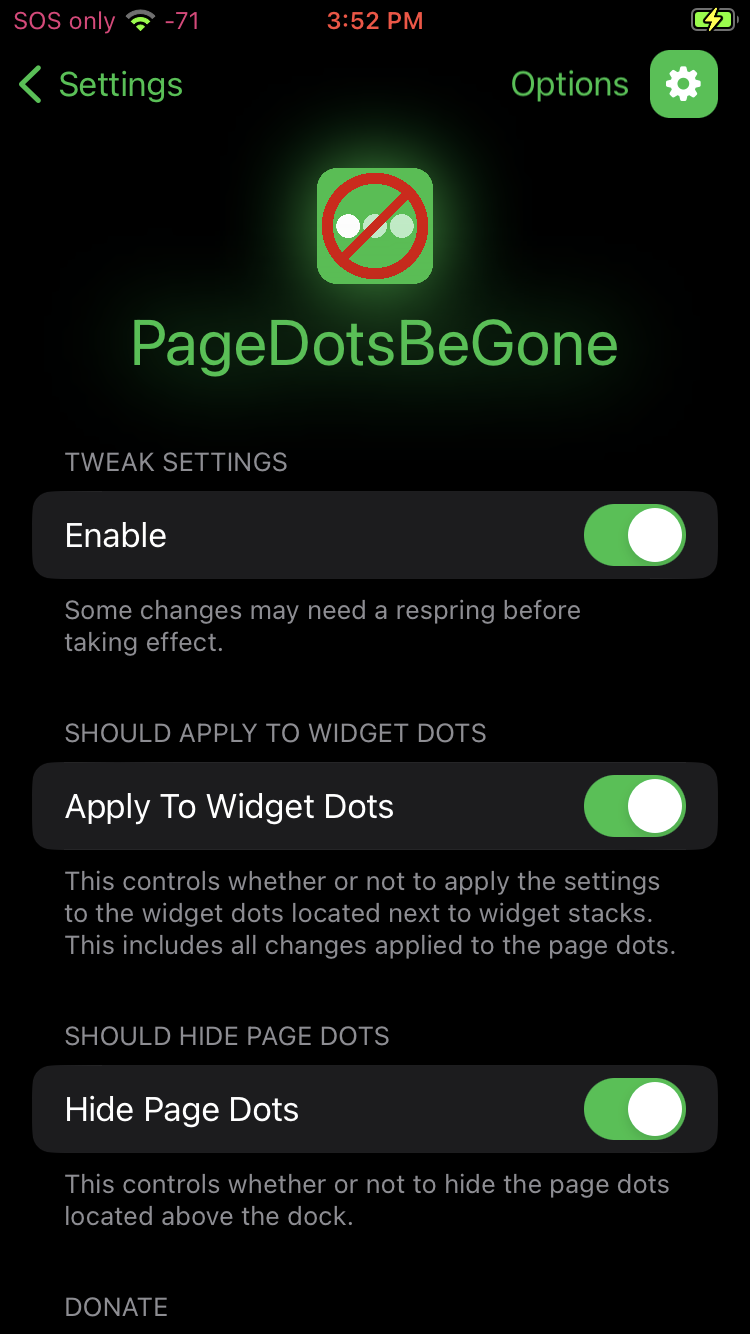 SOS only -71 3:52 PM
Settings Options
PageDotsBeGone
TWEAK SETTINGS
Enable
Some changes may need a respring before
taking effect.
SHOULD APPLY TO WIDGET DOTS
Apply To Widget Dots
This controls whether or not to apply the settings
to the widget dots located next to widget stacks.
This includes all changes applied to the page dots.
SHOULD HIDE PAGE DOTS
Hide Page Dots
This controls whether or not to hide the page dots
located above the dock.
DONATE